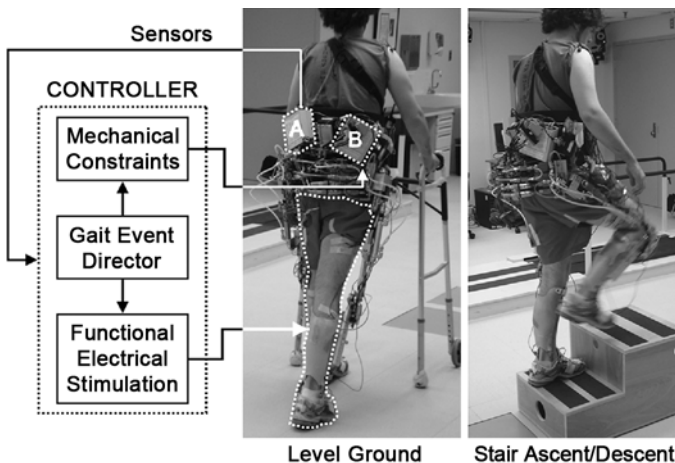 Sensors
CONTROLLER
Mechanical
Constraints
Gait Event
Director
Functional
Electrical
Stimulation
A
B
Level Ground
Stair Ascent/Descent